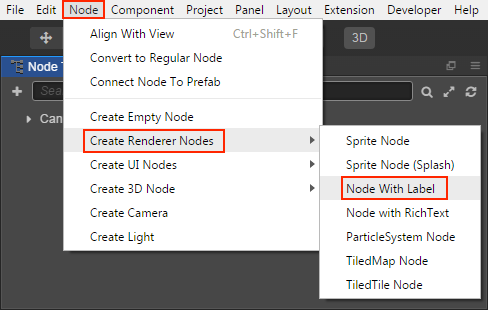 File Edit Node Component Project Panel Layout Extension Developer Help
Align With View Ctrl+Shift+F
3D
Convert to Regular Node
Node T
Connect Node To Prefab
Sea
Create Empty Node
Can
Create Renderer Nodes
Sprite Node
Create UI Nodes
Sprite Node (Splash)
Create 3D Node
Node With Label
Create Camera
Node with RichText
Create Light
ParticleSystem Node
TiledMap Node
TiledTile Node